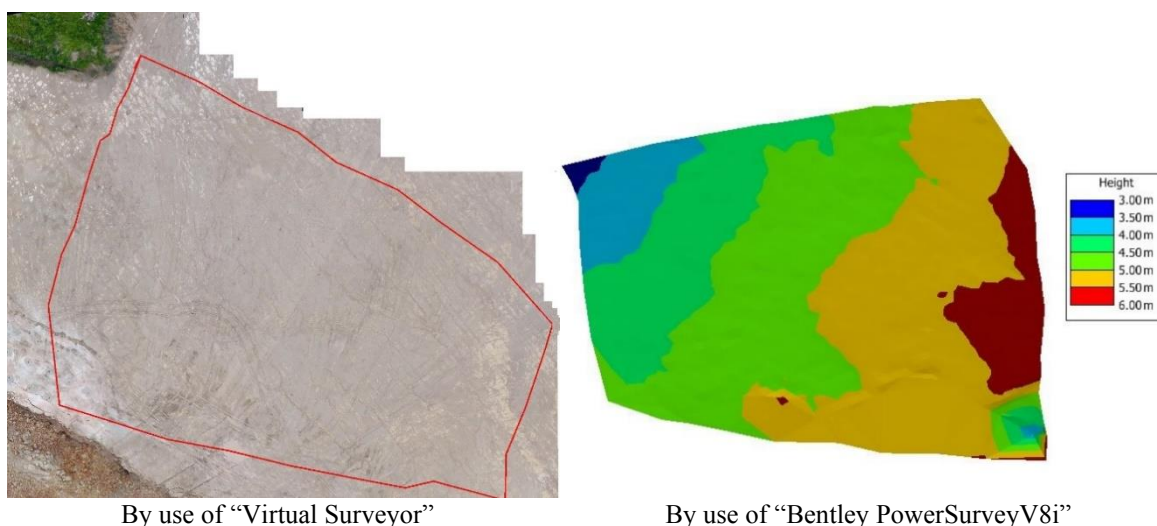 Height
3.00 m
3.50 m
4.00 m
4.50 m
5.00 m
5.50 m
6.00 m
By use of “Virtual Surveyor”
By use of “Bentley PowerSurveyV8i”